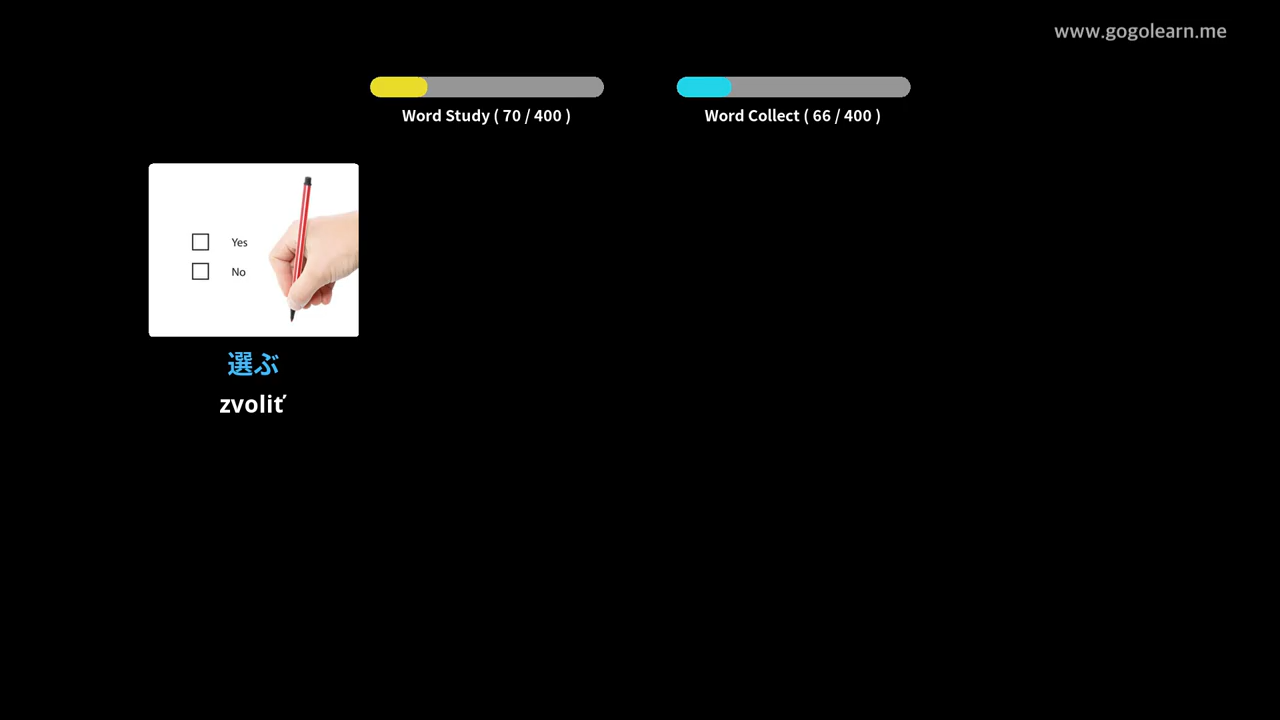 www.gogolearn.me
Word Study ( 70 / 400 )
Word Collect ( 66 / 400 )
Yes
No
選ぶ
zvoliť